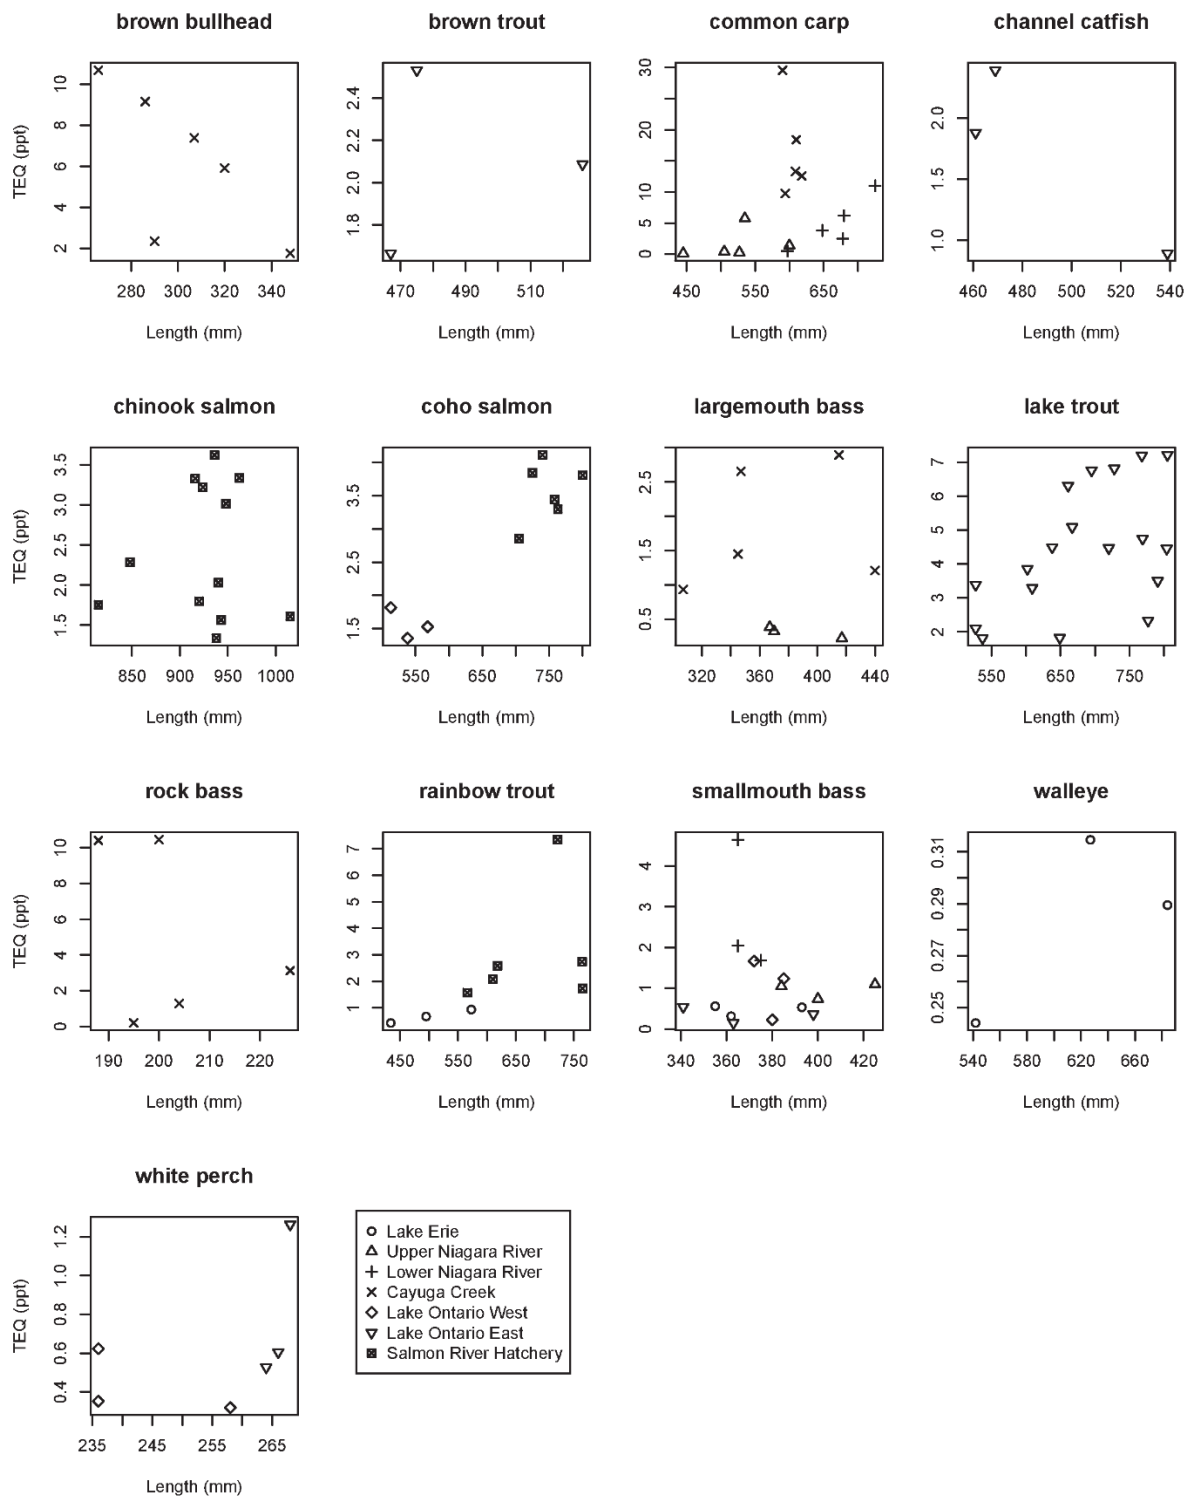 brown bullhead
TEQ (ppt)
2 4 6 8 10
280 300 320 340
Length (mm)
brown trout
1.8 2.0 2.2 2.4
470 490 510
Length (mm)
common carp
0 5 10 20 30
450 550 650
Length (mm)
channel catfish
1.0 1.5 2.0
460 480 500 520 540
Length (mm)
chinook salmon
TEQ (ppt)
1.5 2.0 2.5 3.0 3.5
850 900 950 1000
Length (mm)
coho salmon
1.5 2.5 3.5
550 650 750
Length (mm)
largemouth bass
0.5 1.5 2.5
320 360 400 440
Length (mm)
lake trout
2 3 4 5 6 7
550 650 750
Length (mm)
rock bass
TEQ (ppt)
0 2 4 6 8 10
190 200 210 220
Length (mm)
rainbow trout
1 2 3 4 5 6 7
450 550 650 750
Length (mm)
smallmouth bass
0 1 2 3 4
340 360 380 400 420
Length (mm)
walleye
0.25 0.27 0.29 0.31
540 580 620 660
Length (mm)
white perch
TEQ (ppt)
0.4 0.6 0.8 1.0 1.2
235 245 255 265
Length (mm)
Lake Erie
Upper Niagara River
Lower Niagara River
Cayuga Creek
Lake Ontario West
Lake Ontario East
Salmon River Hatchery